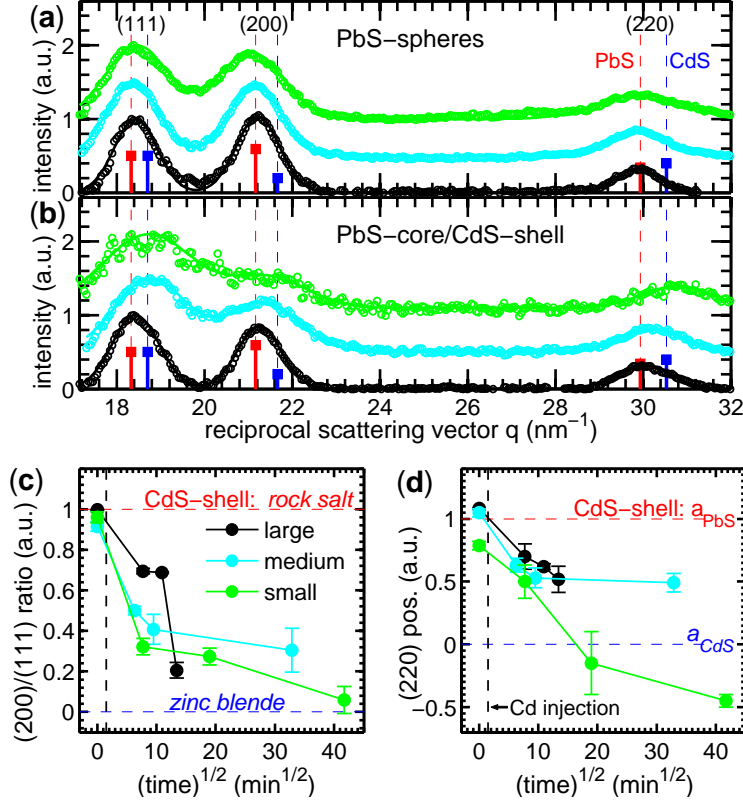 (a) (111) (200) (220)
PbS−spheres
PbS CdS
intensity (a.u.)
2
1
0
(b)
PbS−core/CdS−shell
intensity (a.u.)
2
1
0
18 20 22 24 26 28 30 32
reciprocal scattering vector q (nm−1)
(c)
CdS−shell: rock salt
large
medium
small
zinc blende
(200)/(111) ratio (a.u.)
1
0.8
0.6
0.4
0.2
0
0 10 20 30 40
(time)1/2 (min1/2)
(d)
CdS−shell: aPbS
aCdS
Cd injection
(220) pos. (a.u.)
1
0.5
0
−0.5
0 10 20 30 40
(time)1/2 (min1/2)